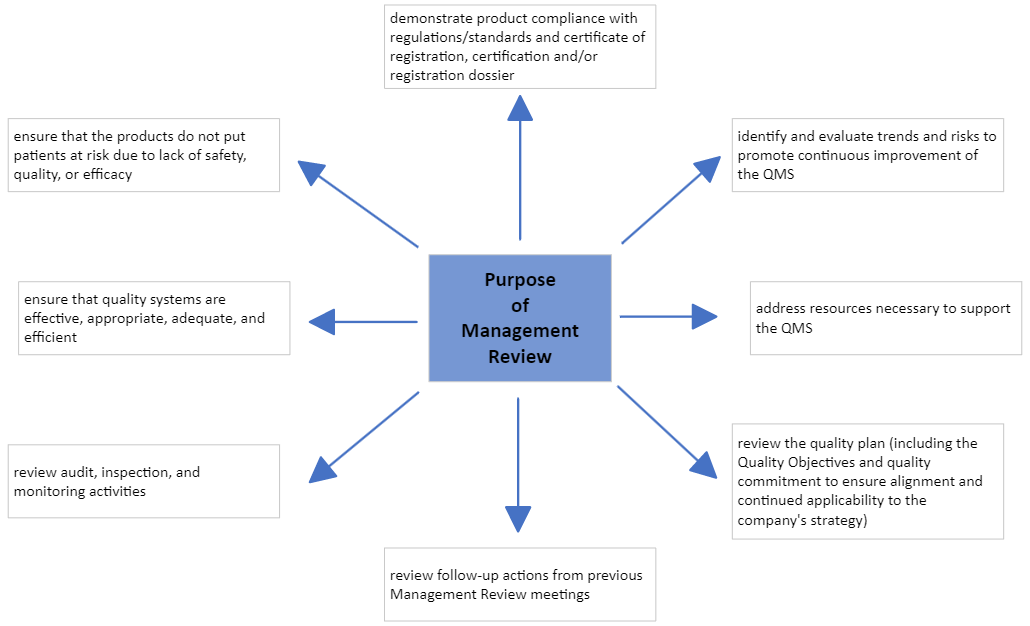 demonstrate product compliance with
regulations/standards and certificate of
registration, certification and/or
registration dossier
ensure that the products do not put
patients at risk due to lack of safety,
quality, or efficacy
identify and evaluate trends and risks to
promote continuous improvement of
the QMS
Purpose
of
Management
Review
ensure that quality systems are
effective, appropriate, adequate, and
efficient
address resources necessary to support
the QMS
review audit, inspection, and
monitoring activities
review the quality plan (including the
Quality Objectives and quality
commitment to ensure alignment and
continued applicability to the
company's strategy)
review follow-up actions from previous
Management Review meetings